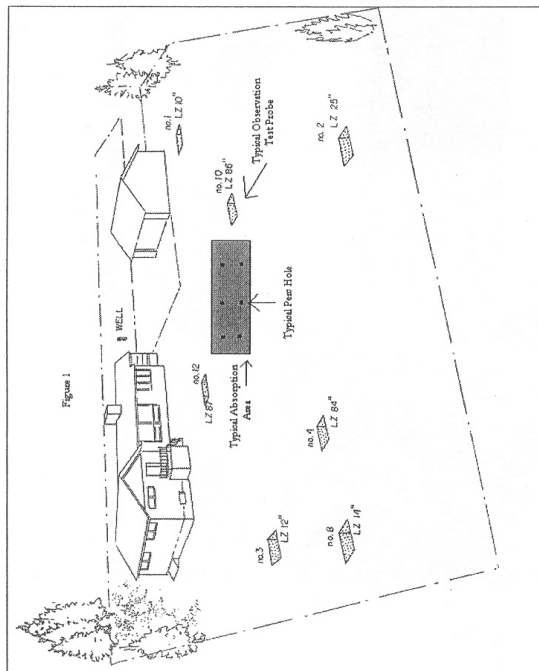 Figure 1
WELL
no.1
LZ 10"
no.10
LZ 86"
Typical Observation
Test Probe
no. 2
LZ 25"
no.12
LZ 87"
Typical Absorption
Area
Typical Perc Hole
no.3
LZ 12"
no.4
LZ 84"
no.8
LZ 14"